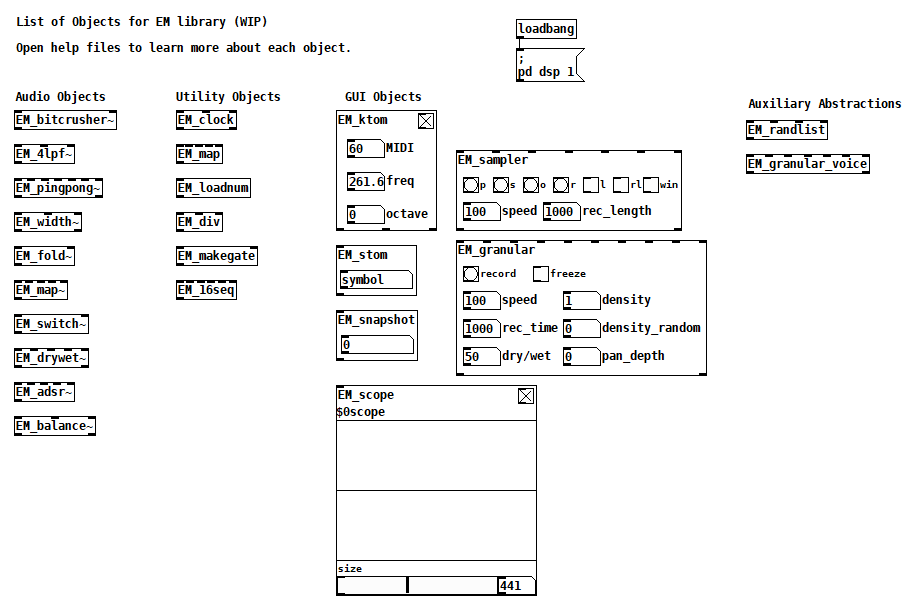 List of Objects for EM library (WIP)
Open help files to learn more about each object.
loadbang
;
pd dsp 1
Audio Objects
EM_bitcrusher~
EM_4lpf~
EM_pingpong~
EM_width~
EM_fold~
EM_map~
EM_switch~
EM_drywet~
EM_adsr~
EM_balance~
Utility Objects
EM_clock
EM_map
EM_loadnum
EM_div
EM_makegate
EM_16seq
GUI Objects
EM_ktom
60 MIDI
261.6 freq
0 octave
EM_stom
symbol
EM_snapshot
0
EM_scope
$0scope
size
441
EM_sampler
p s o r l rl win
100 speed 1000 rec_length
EM_granular
record freeze
100 speed 1 density
1000 rec_time 0 density_random
50 dry/wet 0 pan_depth
Auxiliary Abstractions
EM_randlist
EM_granular_voice